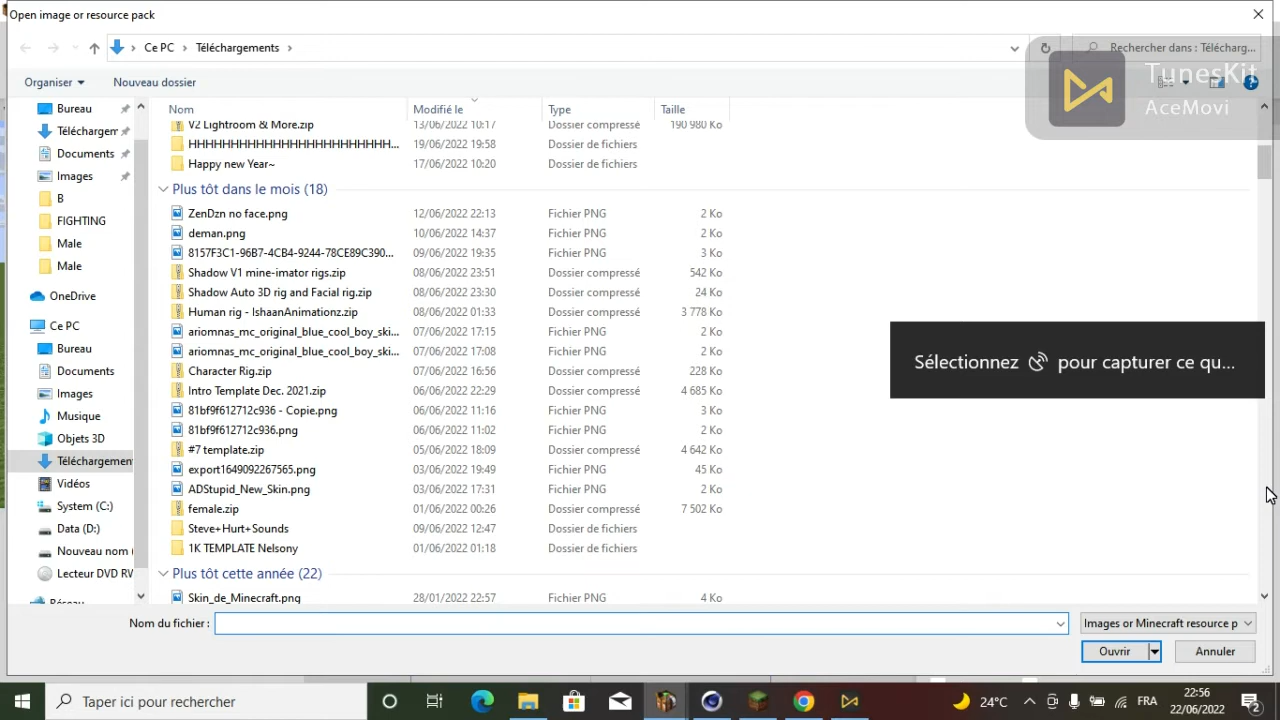 Open image or resource pack
Ce PC
Téléchargements
Rechercher dans : Télécharg...
TunesKit
AceMovi
Organiser
Nouveau dossier
Nom
Modifié le
Type
Taille
Bureau
Téléchargem
Documents
Images
B
FIGHTING
Male
Male
OneDrive
Ce PC
Bureau
Documents
Images
Musique
Objets 3D
Téléchargemen
Vidéos
System (C:)
Data (D:)
Nouveau nom (
Lecteur DVD RW
Réseau
V2 Lightroom & More.zip 13/06/2022 10:17 Dossier compressé 190 980 Ko
HHHHHHHHHHHHHHHHHHHHHHHH... 19/06/2022 19:58 Dossier de fichiers
Happy new Year~ 17/06/2022 10:20 Dossier de fichiers
Plus tôt dans le mois (18)
ZenDzn no face.png 12/06/2022 22:13 Fichier PNG 2 Ko
deman.png 10/06/2022 14:37 Fichier PNG 2 Ko
8157F3C1-96B7-4CB4-9244-78CE89C390... 09/06/2022 19:35 Fichier PNG 3 Ko
Shadow V1 mine-imator rigs.zip 08/06/2022 23:51 Dossier compressé 542 Ko
Shadow Auto 3D rig and Facial rig.zip 08/06/2022 23:30 Dossier compressé 24 Ko
Human rig - IshaanAnimationz.zip 08/06/2022 01:33 Dossier compressé 3 778 Ko
ariomnas_mc_original_blue_cool_boy_ski... 07/06/2022 17:15 Fichier PNG 2 Ko
ariomnas_mc_original_blue_cool_boy_ski... 07/06/2022 17:08 Fichier PNG 2 Ko
Character Rig.zip 07/06/2022 16:56 Dossier compressé 228 Ko
Intro Template Dec. 2021.zip 06/06/2022 22:29 Dossier compressé 4 685 Ko
81bf9f612712c936 - Copie.png 06/06/2022 11:16 Fichier PNG 3 Ko
81bf9f612712c936.png 06/06/2022 11:02 Fichier PNG 2 Ko
#7 template.zip 05/06/2022 18:09 Dossier compressé 4 642 Ko
export1649092267565.png 03/06/2022 19:49 Fichier PNG 45 Ko
ADStupid_New_Skin.png 03/06/2022 17:31 Fichier PNG 2 Ko
female.zip 01/06/2022 00:26 Dossier compressé 7 502 Ko
Steve+Hurt+Sounds 09/06/2022 12:47 Dossier de fichiers
1K TEMPLATE Nelsony 01/06/2022 01:18 Dossier de fichiers
Plus tôt cette année (22)
Skin_de_Minecraft.png 28/01/2022 22:57 Fichier PNG 4 Ko
Sélectionnez pour capturer ce qu...
Nom du fichier :
Images or Minecraft resource p
Ouvrir
Annuler
Taper ici pour rechercher
24°C
FRA
22:56
22/06/2022
2